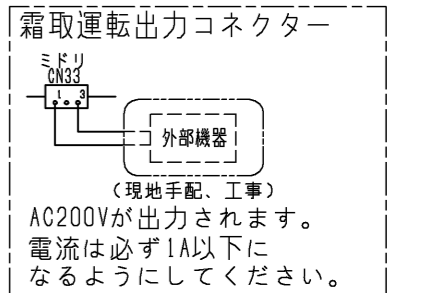 霜取運転出力コネクター
ミドリ
CN33
1 3
外部機器
(現地手配、工事)
AC200Vが出力されます。
電流は必ず1A以下に
なるようにしてください。